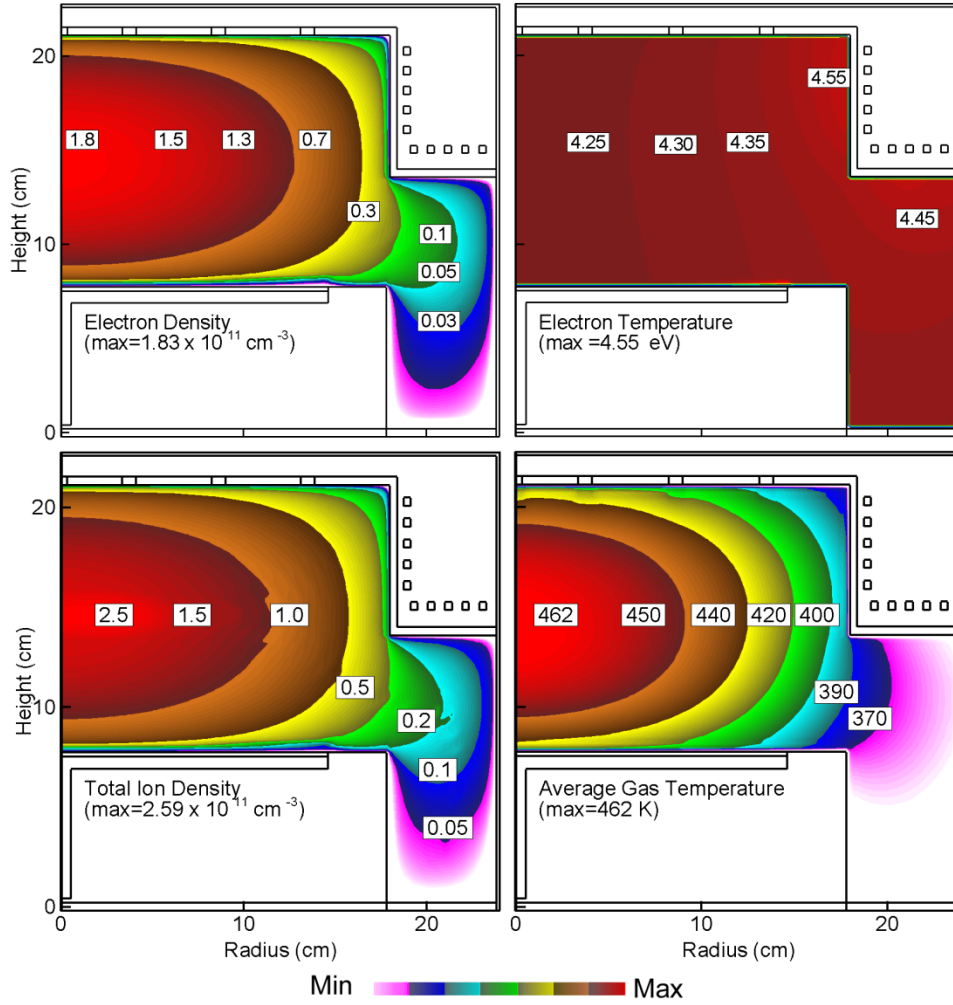 20
10
0
Height (cm)
1.8 1.5 1.3 0.7
0.3
0.1
0.05
0.03
Electron Density
(max=1.83 x 10^11 cm^-3)
10 20
4.55
4.25 4.30 4.35
4.45
Electron Temperature
(max =4.55 eV)
20
10
0
Height (cm)
2.5 1.5 1.0
0.5
0.2
0.1
0.05
Total Ion Density
(max=2.59 x 10^11 cm^-3)
0 10 20
Radius (cm)
462 450 440 420 400
390
370
Average Gas Temperature
(max=462 K)
0 10 20
Radius (cm)
Min Max